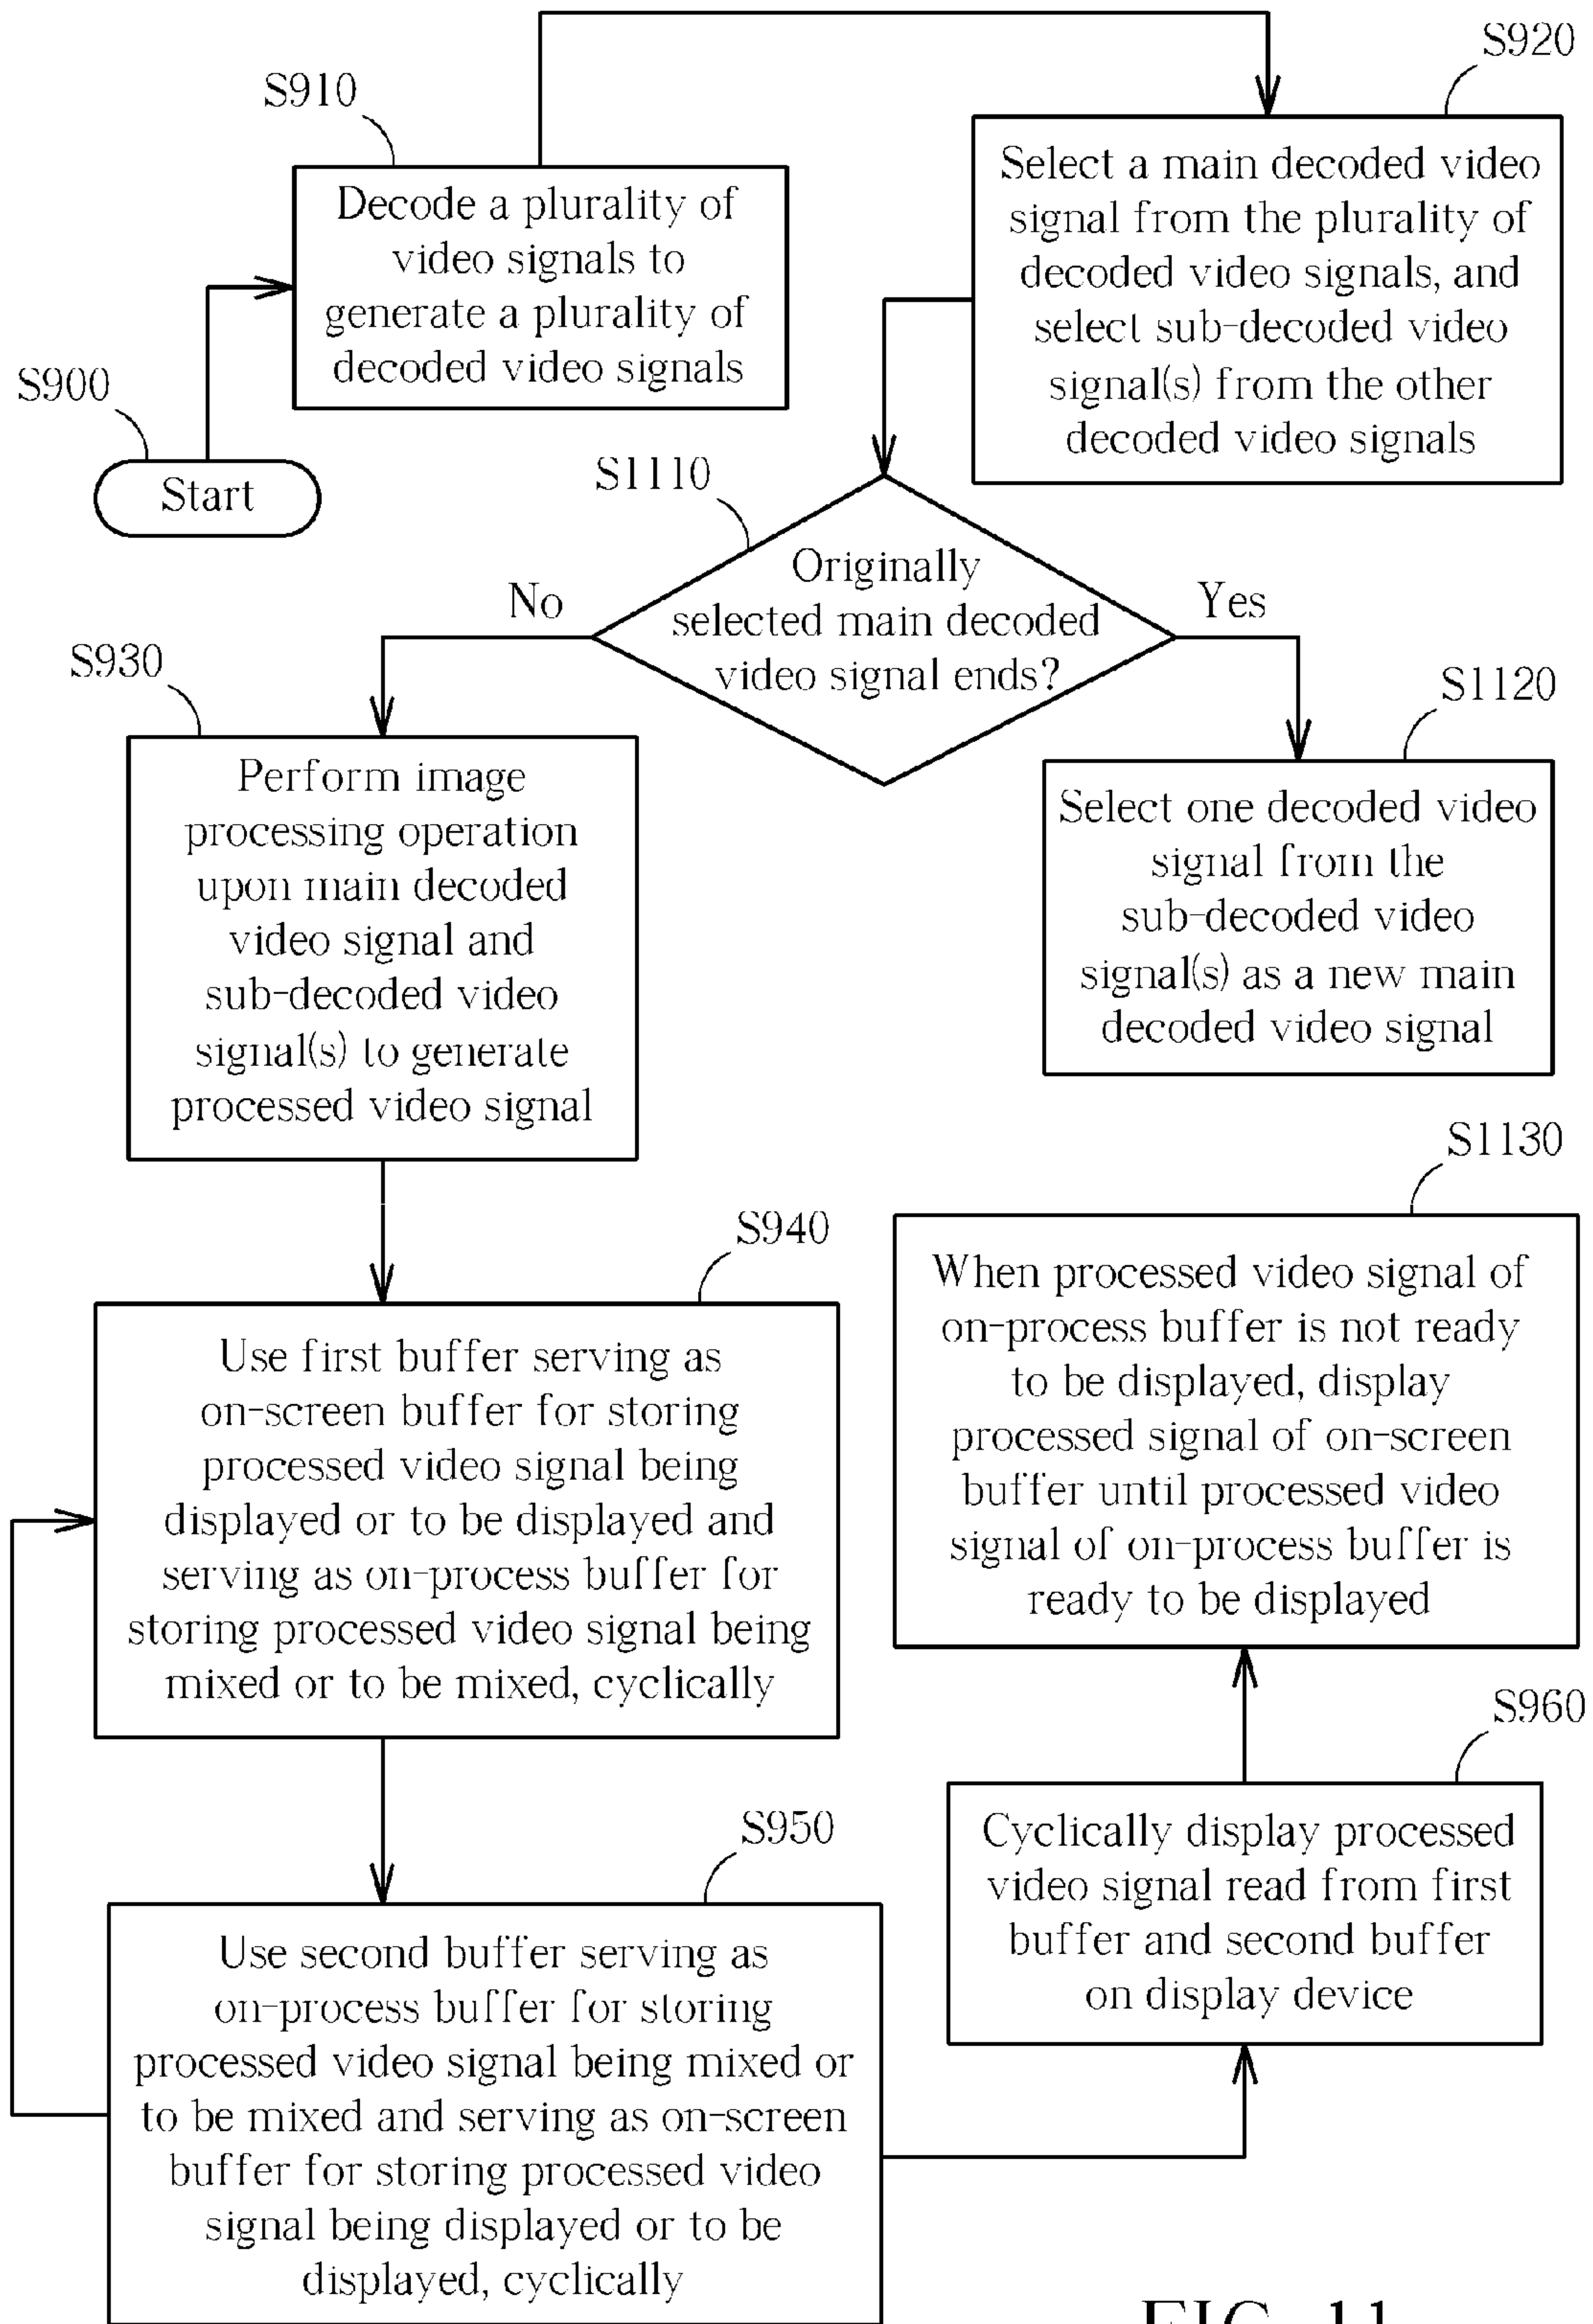 S900
Start
S910
Decode a plurality of
video signals to
generate a plurality of
decoded video signals
S920
Select a main decoded video
signal from the plurality of
decoded video signals, and
select sub-decoded video
signal(s) from the other
decoded video signals
S1110
Originally
selected main decoded
video signal ends?
No
Yes
S1120
Select one decoded video
signal from the
sub-decoded video
signal(s) as a new main
decoded video signal
S930
Perform image
processing operation
upon main decoded
video signal and
sub-decoded video
signal(s) to generate
processed video signal
S940
Use first buffer serving as
on-screen buffer for storing
processed video signal being
displayed or to be displayed and
serving as on-process buffer for
storing processed video signal being
mixed or to be mixed, cyclically
S950
Use second buffer serving as
on-process buffer for storing
processed video signal being mixed or
to be mixed and serving as on-screen
buffer for storing processed video
signal being displayed or to be
displayed, cyclically
S960
Cyclically display processed
video signal read from first
buffer and second buffer
on display device
S1130
When processed video signal of
on-process buffer is not ready
to be displayed, display
processed signal of on-screen
buffer until processed video
signal of on-process buffer is
ready to be displayed
FIG. 11